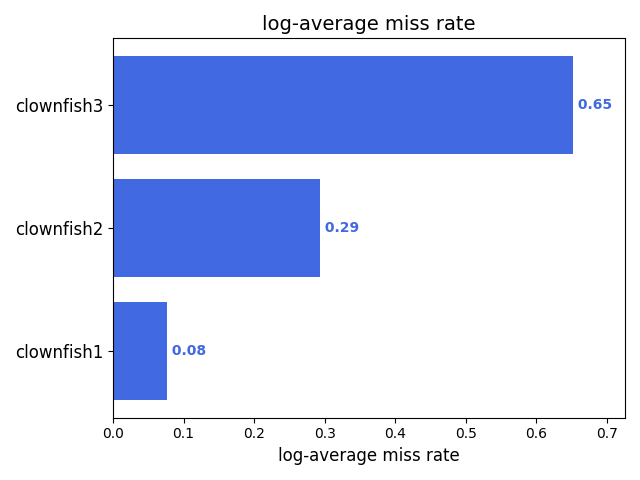 log-average miss rate
clownfish3
0.65
clownfish2
0.29
clownfish1
0.08
0.0 0.1 0.2 0.3 0.4 0.5 0.6 0.7
log-average miss rate